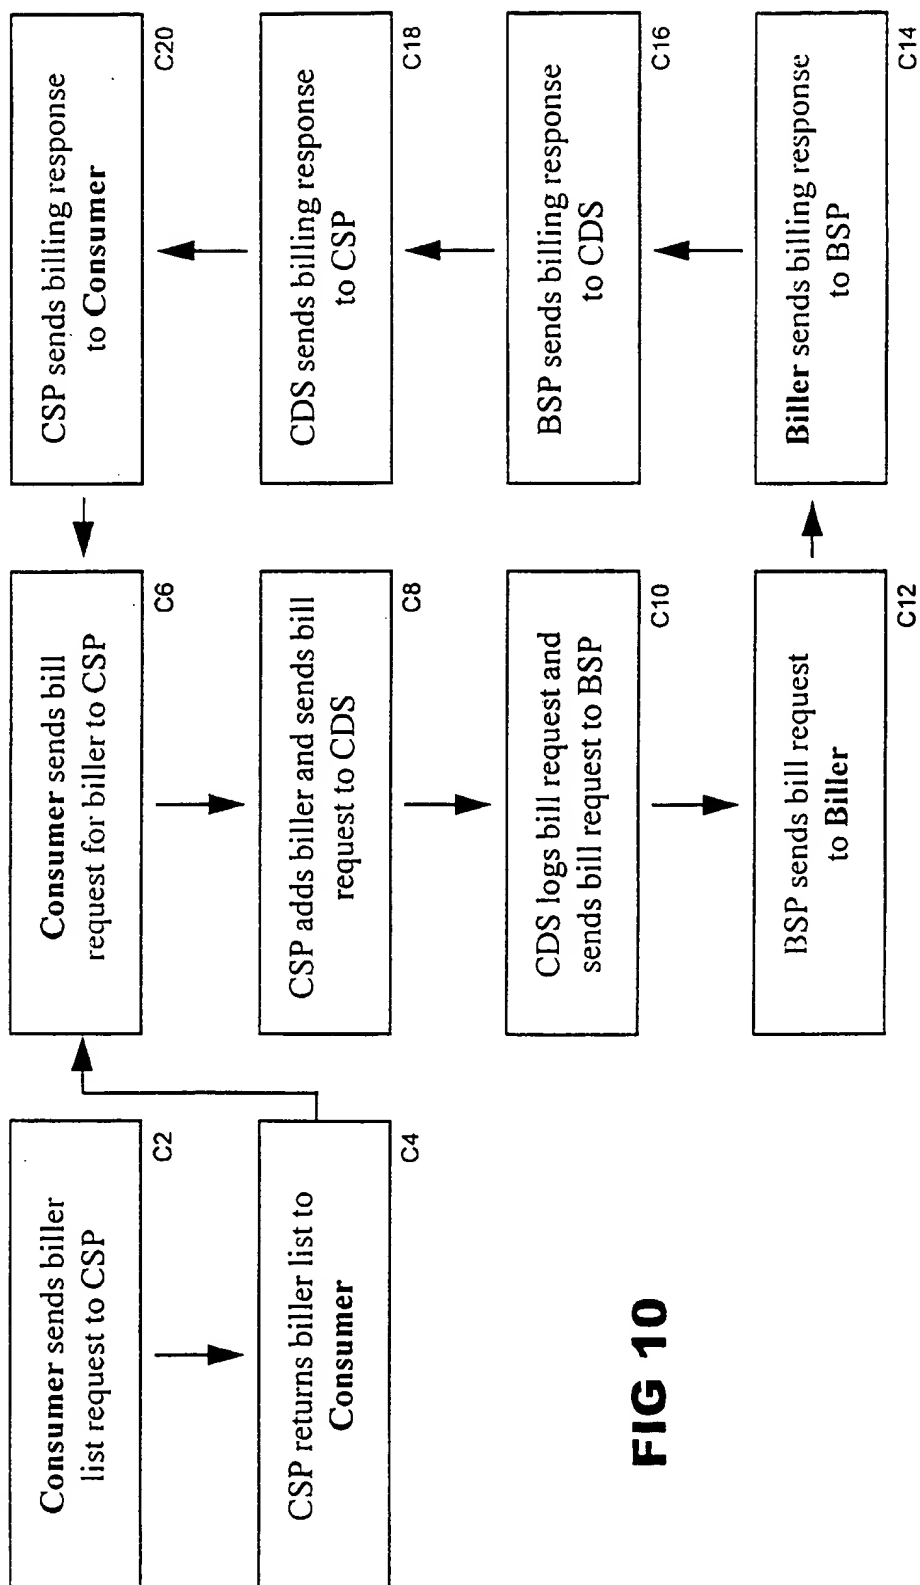 Consumer sends biller
list request to CSP
C2
CSP returns biller list to
Consumer
C4
Consumer sends bill
request for biller to CSP
C6
CSP adds biller and sends bill
request to CDS
C8
CDS logs bill request and
sends bill request to BSP
C10
BSP sends bill request
to Biller
C12
Biller sends billing response
to BSP
C14
BSP sends billing response
to CDS
C16
CDS sends billing response
to CSP
C18
CSP sends billing response
to Consumer
C20
FIG 10